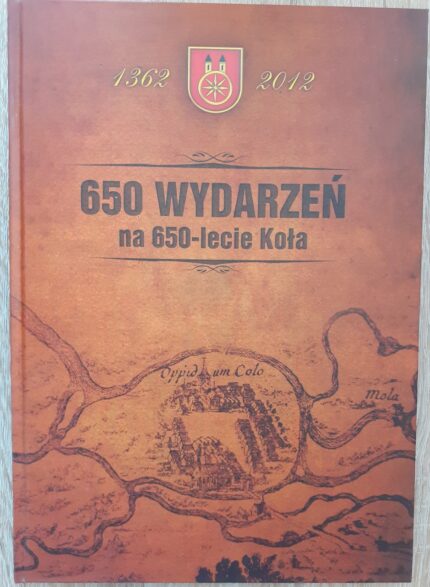 1362 2012
650 WYDARZEŃ
na 650-lecie Koła
Oppidum Colo
Mola